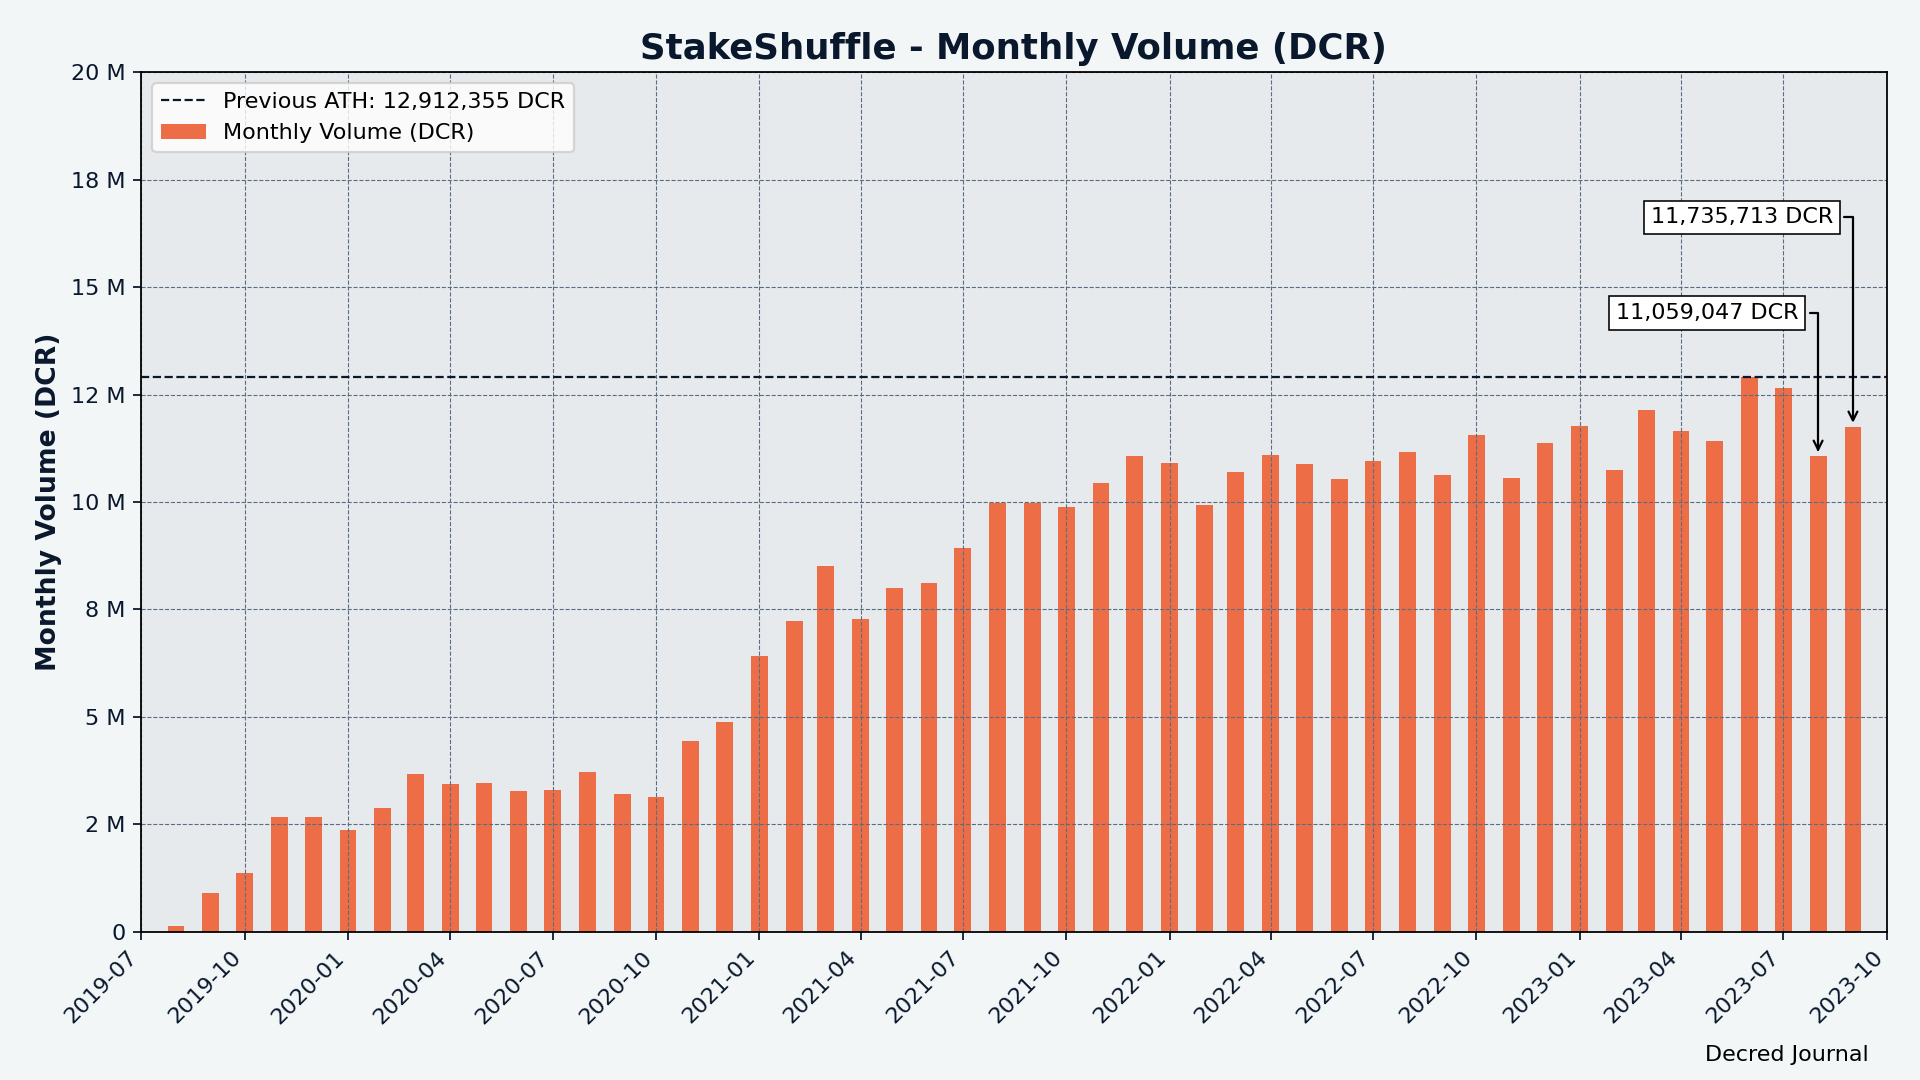 StakeShuffle - Monthly Volume (DCR)
Previous ATH: 12,912,355 DCR
Monthly Volume (DCR)
Monthly Volume (DCR)
20 M
18 M
15 M
12 M
10 M
8 M
5 M
2 M
0
11,735,713 DCR
11,059,047 DCR
2019-07
2019-10
2020-01
2020-04
2020-07
2020-10
2021-01
2021-04
2021-07
2021-10
2022-01
2022-04
2022-07
2022-10
2023-01
2023-04
2023-07
2023-10
Decred Journal